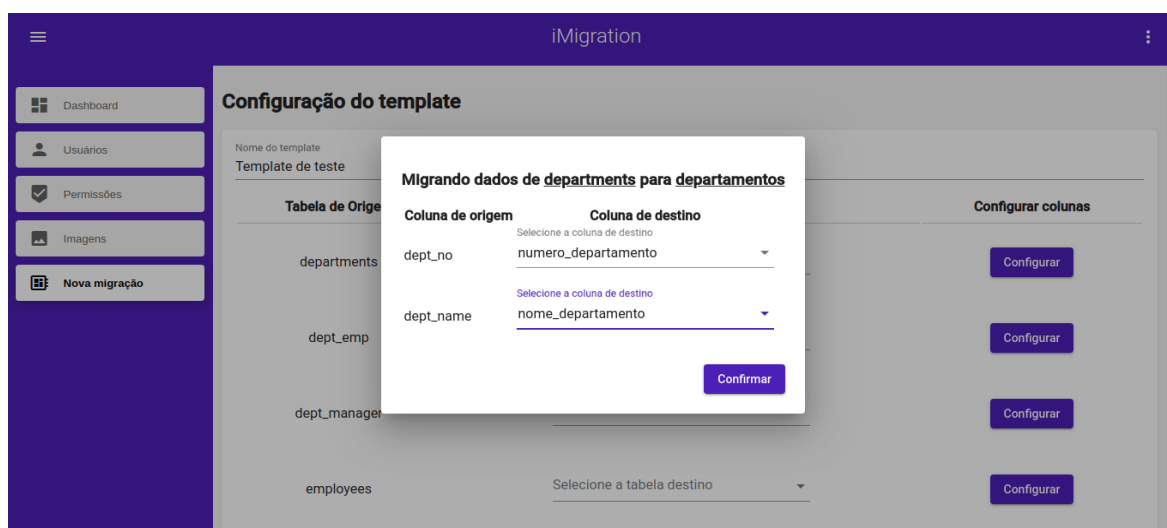 iMigration
Dashboard
Usuários
Permissões
Imagens
Nova migração
Configuração do template
Nome do template
Template de teste
Tabela de Orige
Configurar colunas
departments
Configurar
dept_emp
Configurar
dept_manager
Configurar
employees
Selecione a tabela destino
Configurar
Migrando dados de departments para departamentos
Coluna de origem
Coluna de destino
dept_no
Selecione a coluna de destino
numero_departamento
dept_name
Selecione a coluna de destino
nome_departamento
Confirmar